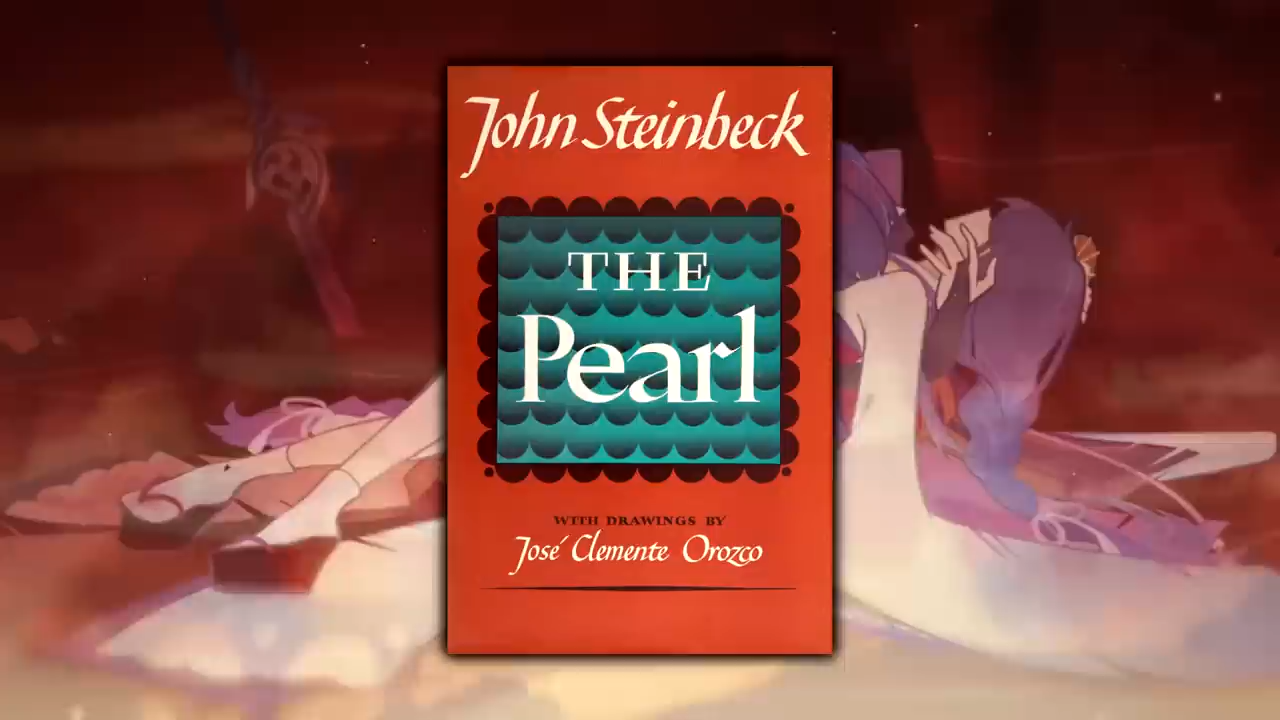 John Steinbeck
THE
Pearl
WITH DRAWINGS BY
José Clemente Orozco